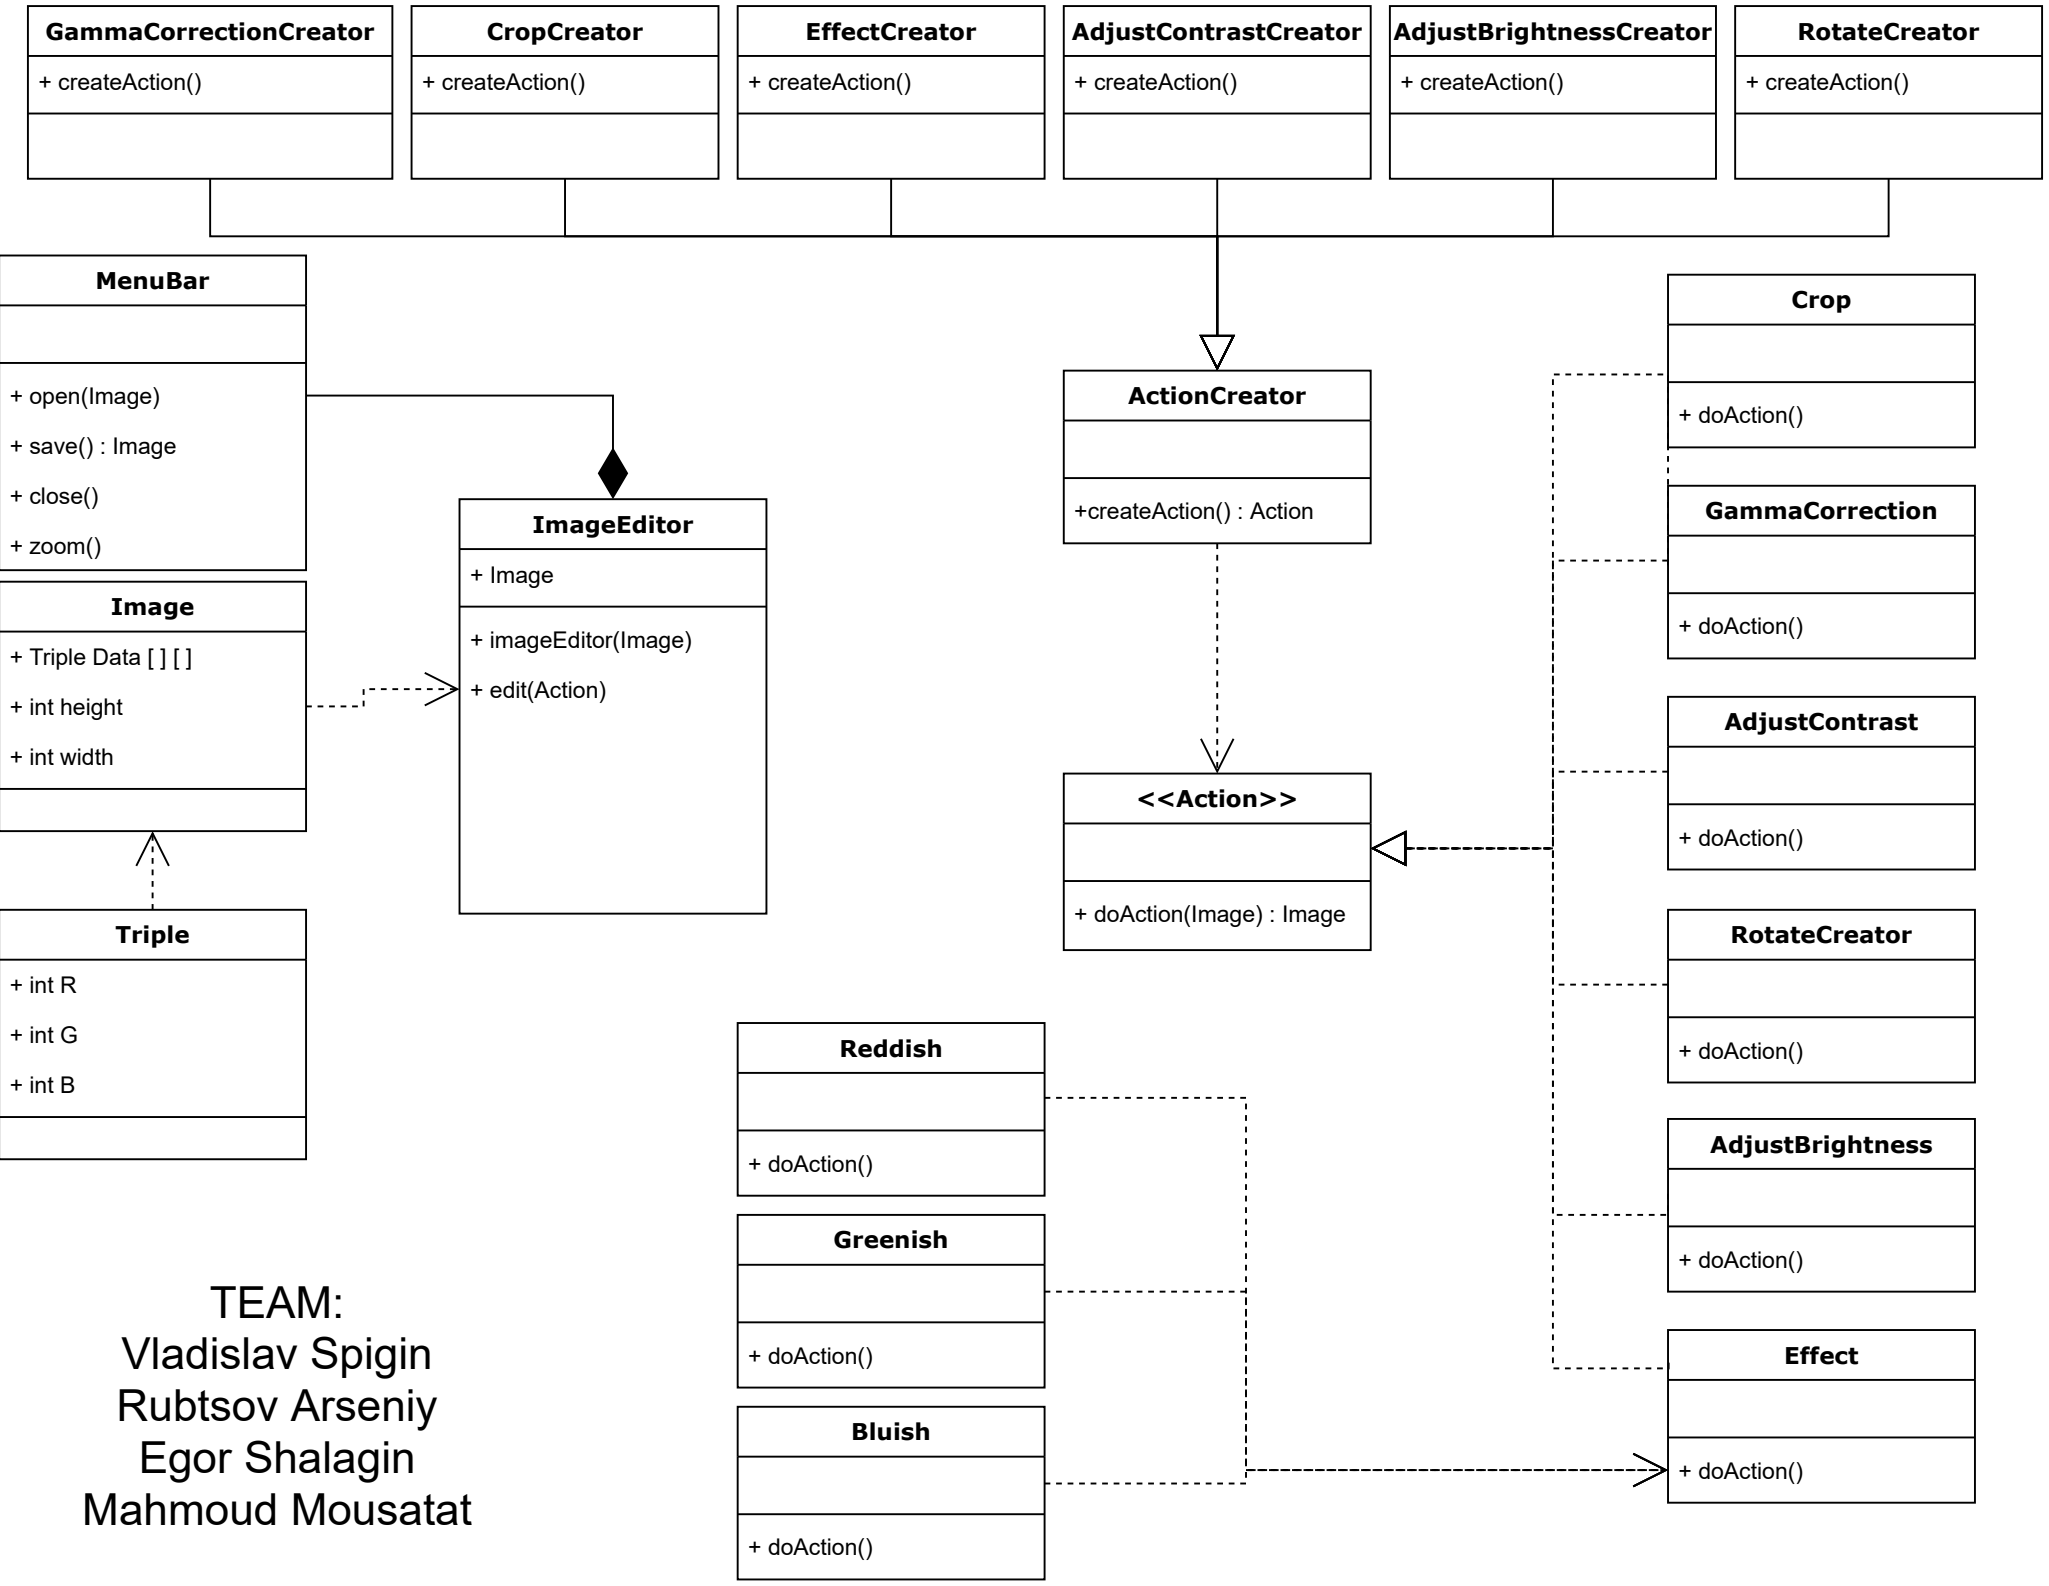 GammaCorrectionCreator
+ createAction()
CropCreator
+ createAction()
EffectCreator
+ createAction()
AdjustContrastCreator
+ createAction()
AdjustBrightnessCreator
+ createAction()
RotateCreator
+ createAction()
MenuBar
+ open(Image)
+ save() : Image
+ close()
+ zoom()
Image
+ Triple Data [ ] [ ]
+ int height
+ int width
Triple
+ int R
+ int G
+ int B
ImageEditor
+ Image
+ imageEditor(Image)
+ edit(Action)
ActionCreator
+createAction() : Action
<<Action>>
+ doAction(Image) : Image
Crop
+ doAction()
GammaCorrection
+ doAction()
AdjustContrast
+ doAction()
RotateCreator
+ doAction()
AdjustBrightness
+ doAction()
Effect
+ doAction()
Reddish
+ doAction()
Greenish
+ doAction()
Bluish
+ doAction()
TEAM:
Vladislav Spigin
Rubtsov Arseniy
Egor Shalagin
Mahmoud Mousatat